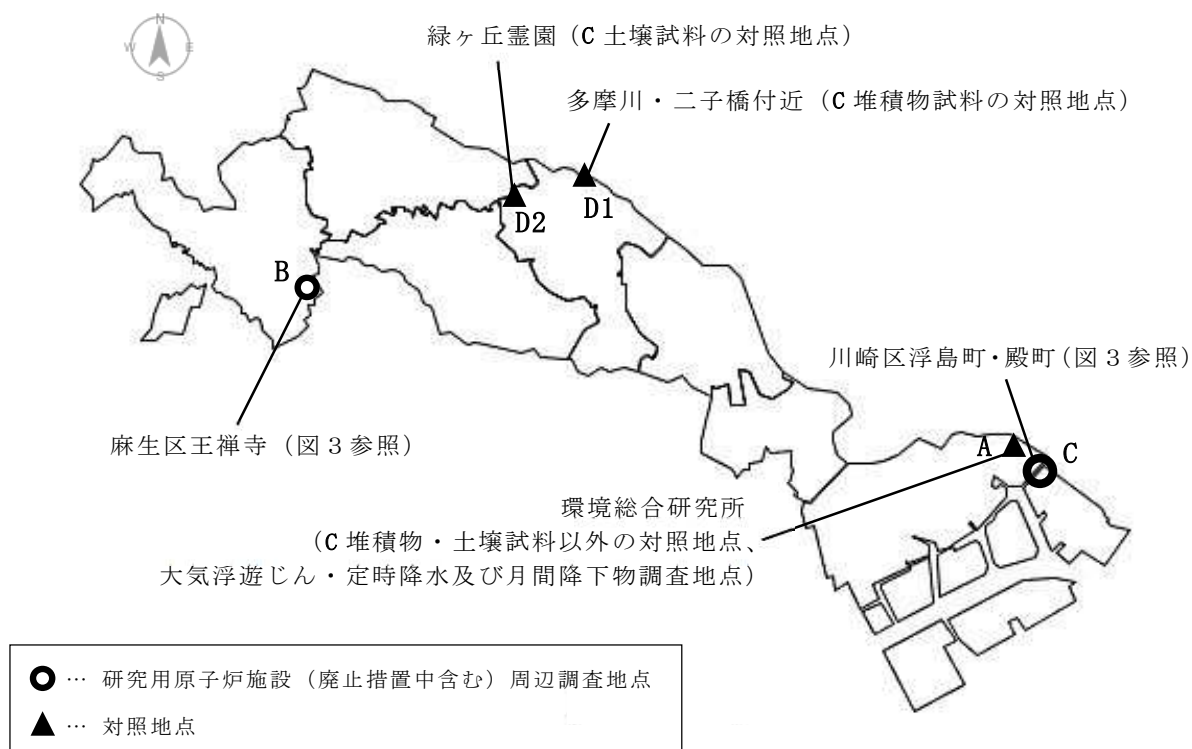 N
W E
S
緑ヶ丘霊園（C 土壌試料の対照地点）
多摩川・二子橋付近（C 堆積物試料の対照地点）
D2
D1
B
川崎区浮島町・殿町（図３参照）
麻生区王禅寺（図３参照）
A
C
環境総合研究所
（C 堆積物・土壌試料以外の対照地点、
大気浮遊じん・定時降水及び月間降下物調査地点）
… 研究用原子炉施設（廃止措置中含む）周辺調査地点
▲ … 対照地点